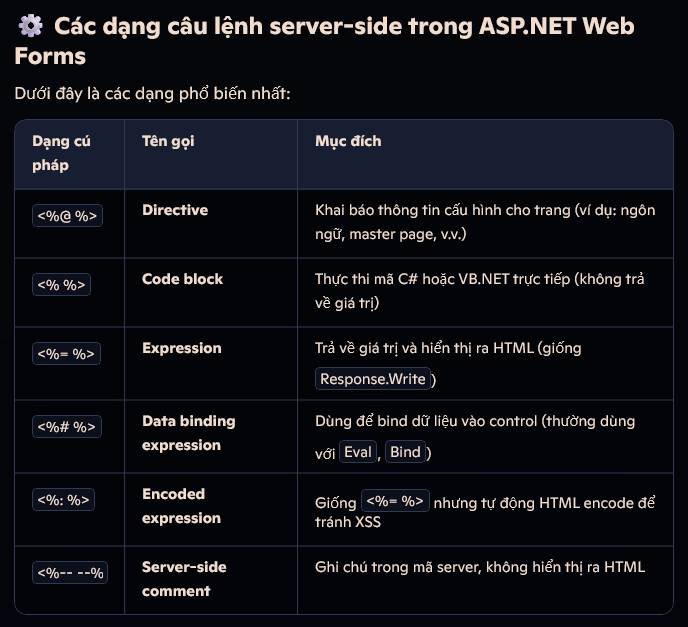 ⚙️ Các dạng câu lệnh server-side trong ASP.NET Web
Forms
Dưới đây là các dạng phổ biến nhất:
Dạng cú
pháp
Tên gọi
Mục đích
<%@ %>
Directive
Khai báo thông tin cấu hình cho trang (ví dụ: ngôn
ngữ, master page, v.v.)
<% %>
Code block
Thực thi mã C# hoặc VB.NET trực tiếp (không trả
về giá trị)
<%= %>
Expression
Trả về giá trị và hiển thị ra HTML (giống
Response.Write)
<%# %>
Data binding
expression
Dùng để bind dữ liệu vào control (thường dùng
với Eval, Bind)
<%: %>
Encoded
expression
Giống <%= %> nhưng tự động HTML encode để
tránh XSS
<%-- --%
Server-side
comment
Ghi chú trong mã server, không hiển thị ra HTML